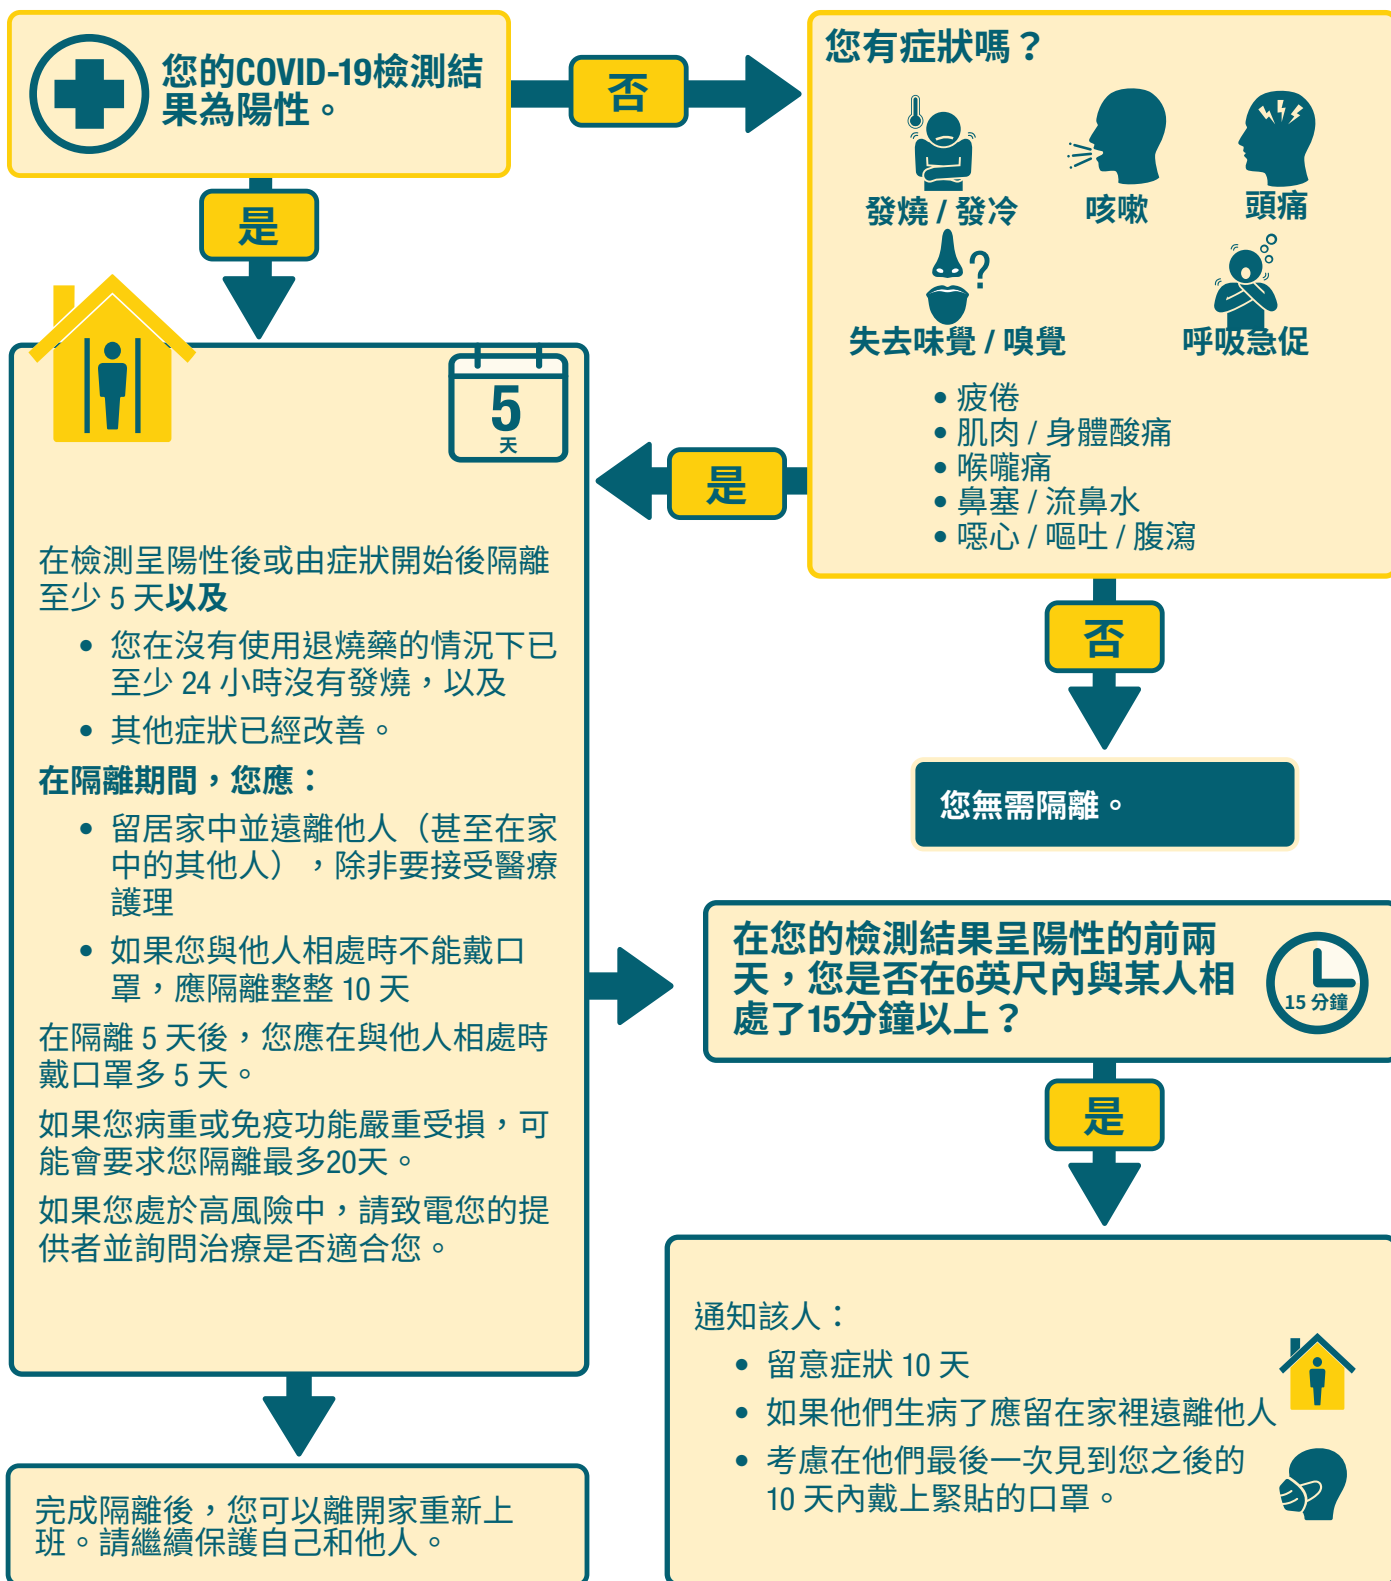 您的COVID-19檢測結
果為陽性。
否
您有症狀嗎？
發燒 / 發冷
咳嗽
頭痛
失去味覺 / 嗅覺
呼吸急促
• 疲倦
• 肌肉 / 身體酸痛
• 喉嚨痛
• 鼻塞 / 流鼻水
• 噁心 / 嘔吐 / 腹瀉
是
是
5
天
在檢測呈陽性後或由症狀開始後隔離
至少 5 天以及
• 您在沒有使用退燒藥的情況下已
至少 24 小時沒有發燒，以及
• 其他症狀已經改善。
在隔離期間，您應：
• 留居家中並遠離他人（甚至在家
中的其他人），除非要接受醫療
護理
• 如果您與他人相處時不能戴口
罩，應隔離整整 10 天
在隔離 5 天後，您應在與他人相處時
戴口罩多 5 天。
如果您病重或免疫功能嚴重受損，可
能會要求您隔離最多20天。
如果您處於高風險中，請致電您的提
供者並詢問治療是否適合您。
否
您無需隔離。
在您的檢測結果呈陽性的前兩
天，您是否在6英尺內與某人相
處了15分鐘以上？
15 分鐘
是
通知該人：
• 留意症狀 10 天
• 如果他們生病了應留在家裡遠離他人
• 考慮在他們最後一次見到您之後的
10 天內戴上緊貼的口罩。
完成隔離後，您可以離開家重新上
班。請繼續保護自己和他人。